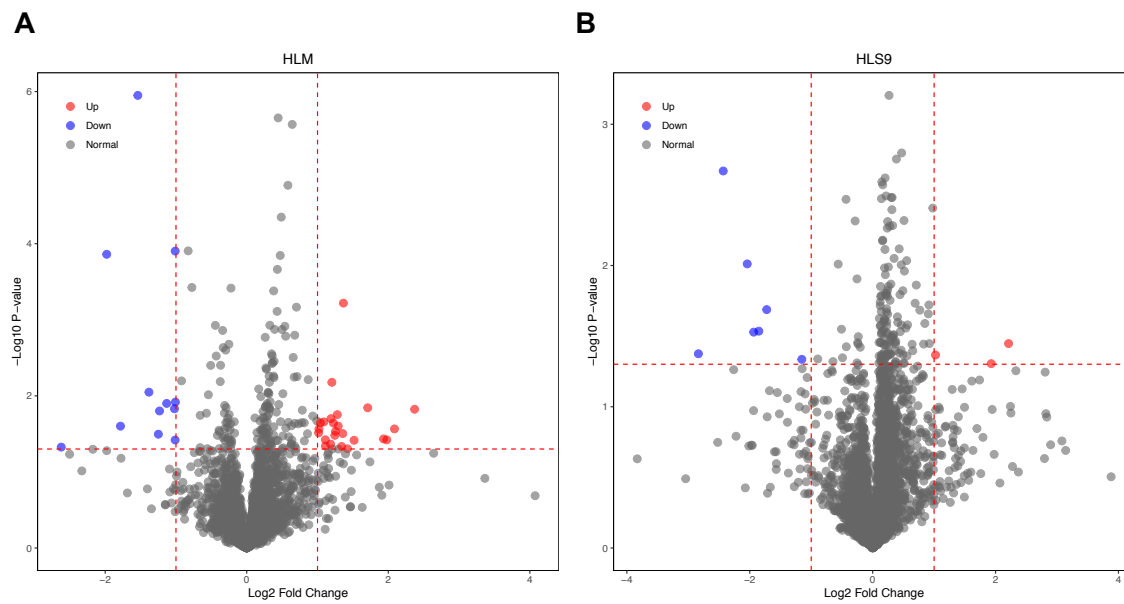 A
HLM
Up
Down
Normal
6
4
2
0
−Log10 P−value
−2
0
2
4
Log2 Fold Change
B
HLS9
Up
Down
Normal
3
2
1
0
−Log10 P−value
−4
−2
0
2
4
Log2 Fold Change